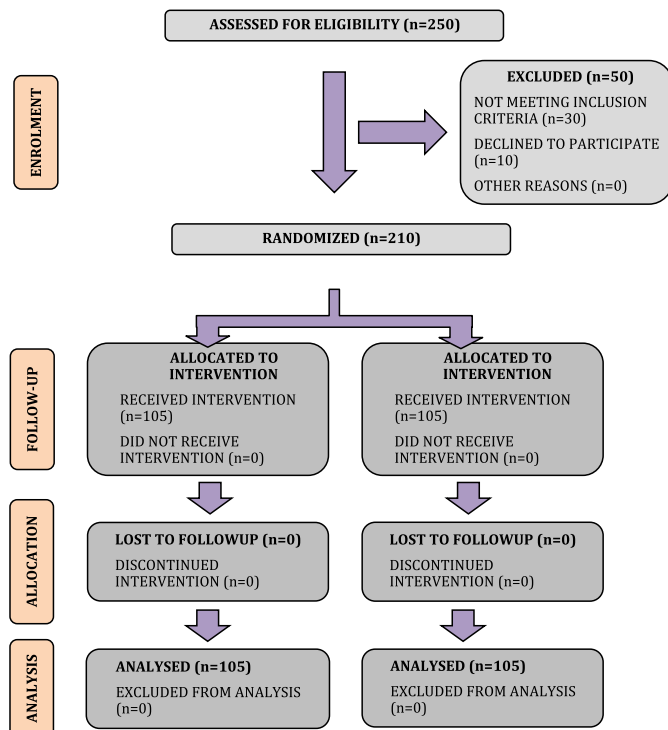 ASSESSED FOR ELIGIBILITY (n=250)
ENROLMENT
EXCLUDED (n=50)
NOT MEETING INCLUSION
CRITERIA (n=30)
DECLINED TO PARTICIPATE
(n=10)
OTHER REASONS (n=0)
RANDOMIZED (n=210)
FOLLOW-UP
ALLOCATED TO
INTERVENTION
RECEIVED INTERVENTION
(n=105)
DID NOT RECEIVE
INTERVENTION (n=0)
ALLOCATED TO
INTERVENTION
RECEIVED INTERVENTION
(n=105)
DID NOT RECEIVE
INTERVENTION (n=0)
ALLOCATION
LOST TO FOLLOWUP (n=0)
DISCONTINUED
INTERVENTION (n=0)
LOST TO FOLLOWUP (n=0)
DISCONTINUED
INTERVENTION (n=0)
ANALYSIS
ANALYSED (n=105)
EXCLUDED FROM ANALYSIS
(n=0)
ANALYSED (n=105)
EXCLUDED FROM ANALYSIS
(n=0)